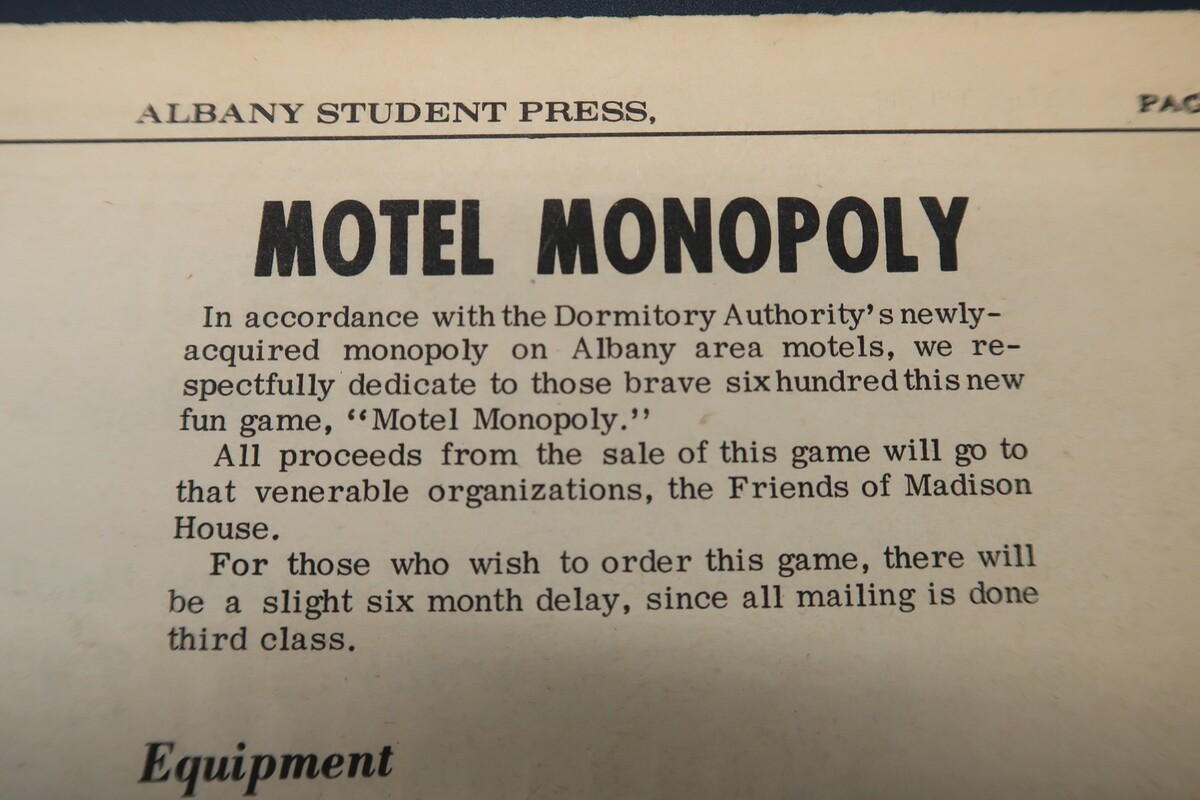 ALBANY STUDENT PRESS,
MOTEL MONOPOLY
In accordance with the Dormitory Authority's newly-
acquired monopoly on Albany area motels, we re-
spectfully dedicate to those brave six hundred this new
fun game, “Motel Monopoly.”
All proceeds from the sale of this game will go to
that venerable organizations, the Friends of Madison
House.
For those who wish to order this game, there will
be a slight six month delay, since all mailing is done
third class.
Equipment